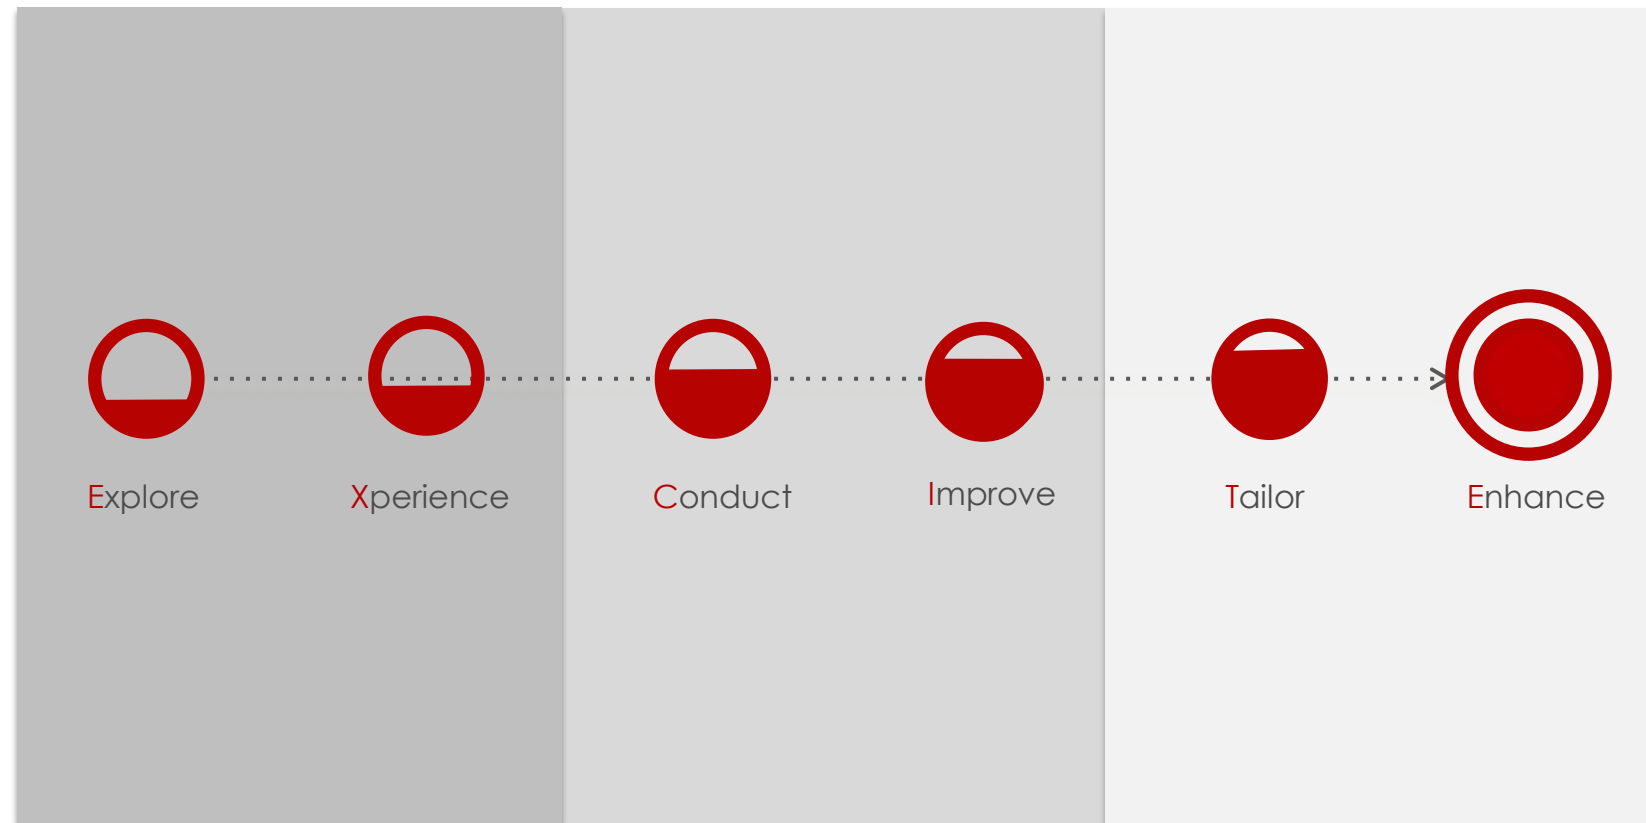 Explore
Xperience
Conduct
Improve
Tailor
Enhance